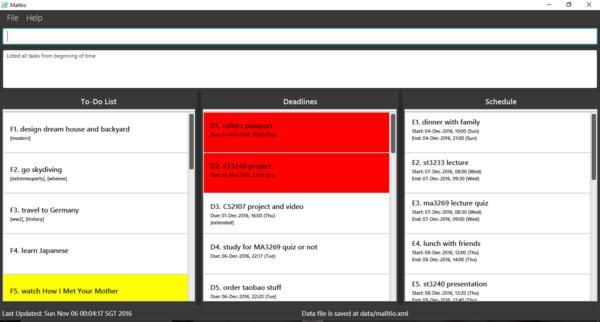 Malitio
File Help
Listed all tasks from beginning of time
To-Do List
F1. design dream house and backyard
[modern]
F2. go skydiving
[extremesports], [wheeee]
F3. travel to Germany
[ww2], [history]
F4. learn Japanese
F5. watch How I Met Your Mother
Deadlines
D1. collect passport
Due: 03-Nov-2016, 16:00 (Thu)
D2. ST3240 project
Due: 04-Nov-2016, 23:59 (Fri)
D3. CS2107 project and video
Due: 01-Dec-2016, 16:00 (Thu)
[extended]
D4. study for MA3269 quiz or not
Due: 06-Dec-2016, 22:17 (Tue)
D5. order taobao stuff
Due: 06-Dec-2016, 22:20 (Tue)
Schedule
E1. dinner with family
Start: 04-Dec-2016, 19:00 (Sun)
End: 04-Dec-2016, 21:00 (Sun)
E2. st3233 lecture
Start: 07-Dec-2016, 08:00 (Wed)
End: 07-Dec-2016, 09:30 (Wed)
E3. ma3269 lecture quiz
Start: 07-Dec-2016, 08:30 (Wed)
End: 07-Dec-2016, 09:00 (Wed)
E4. lunch with friends
Start: 08-Dec-2016, 12:00 (Thu)
End: 08-Dec-2016, 14:00 (Thu)
E5. st3240 presentation
Start: 08-Dec-2016, 13:20 (Thu)
End: 08-Dec-2016, 13:40 (Thu)
Last Updated: Sun Nov 06 00:04:17 SGT 2016
Data file is saved at data/malitio.xml